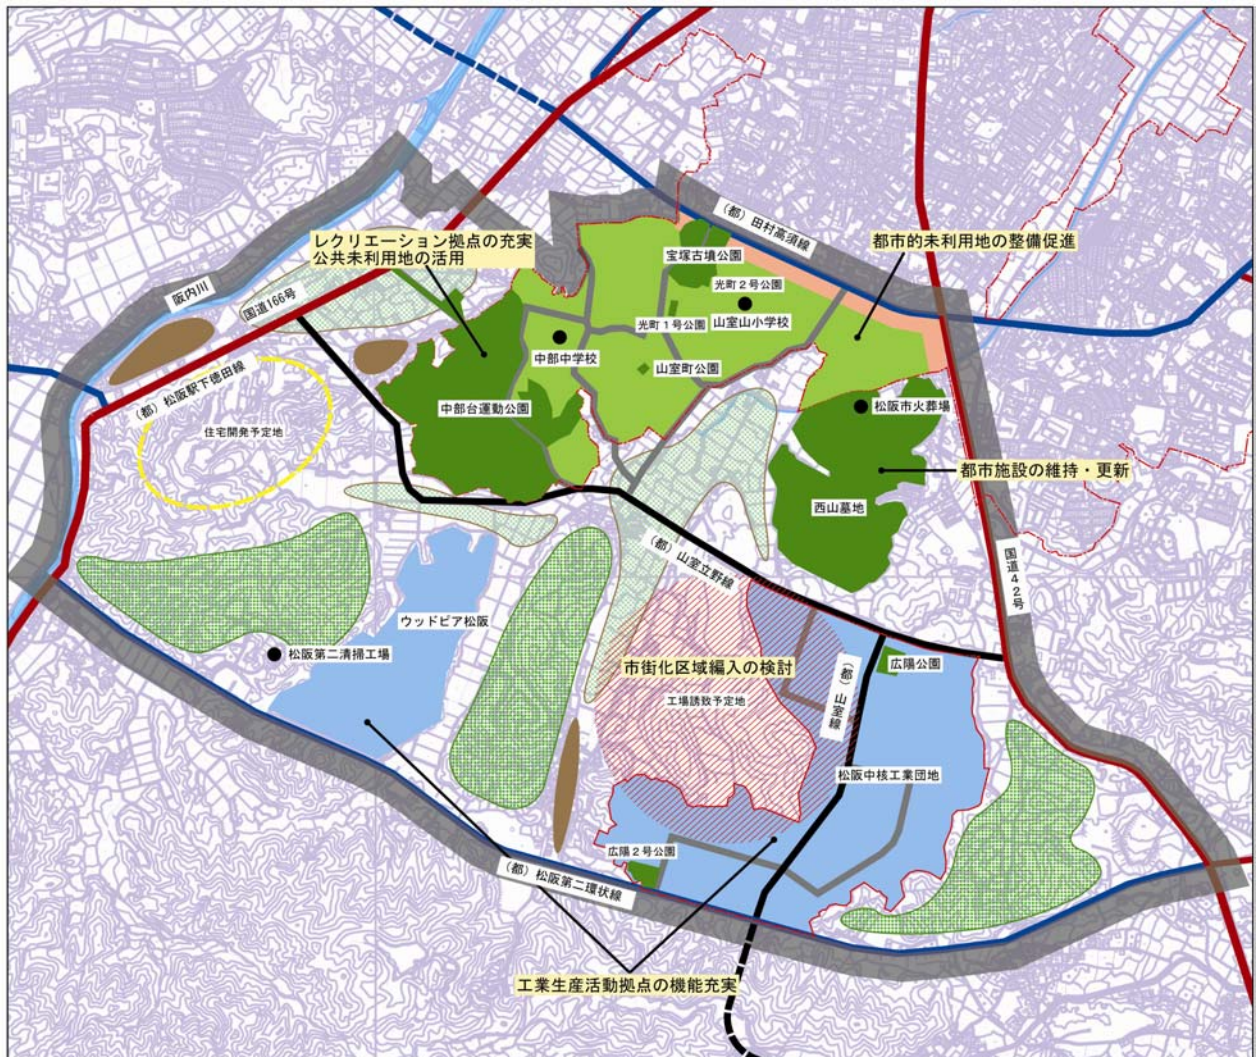 （都）田村高須線
レクリエーション拠点の充実
公共未利用地の活用
都市的未利用地の整備促進
宝塚古墳公園
阪内川
国道166号
光町２号公園
山室山小学校
光町１号公園
中部中学校
山室町公園
（都）松阪駅下徳田線
中部台運動公園
松阪市火葬場
住宅開発予定地
都市施設の維持・更新
西山墓地
（都）山室立野線
国道４２号
ウッドピア松阪
松阪第二清掃工場
市街化区域編入の検討
広陽公園
工場誘致予定地
（都）山室線
松阪中核工業団地
広陽２号公園
（都）松阪第二環状線
工業生産活動拠点の機能充実